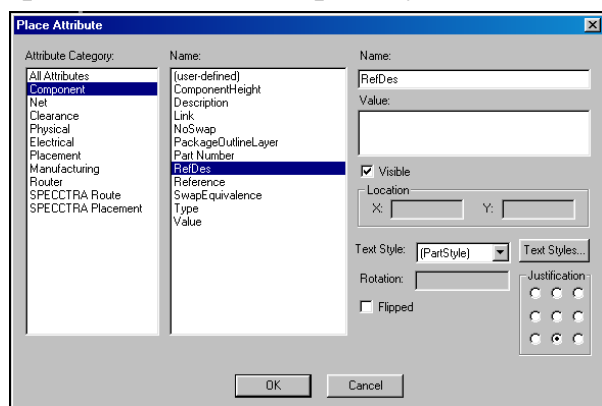 Place Attribute
Attribute Category:
All Attributes
Component
Net
Clearance
Physical
Electrical
Placement
Manufacturing
Router
SPECCTRA Route
SPECCTRA Placement
Name:
(user-defined)
ComponentHeight
Description
Link
NoSwap
PackageOutlineLayer
Part Number
RefDes
Reference
SwapEquivalence
Type
Value
Name:
RefDes
Value:
Visible
Location
X: Y:
Text Style: (PartStyle) Text Styles...
Rotation:
Justification
Flipped
OK Cancel